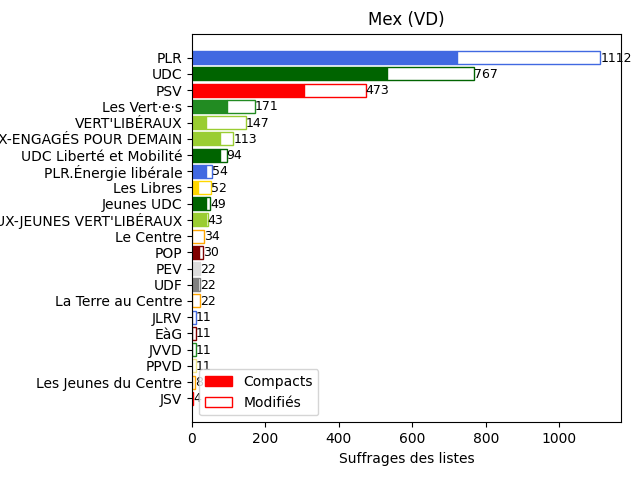 Mex (VD)
PLR 1112
UDC 767
PSV 473
Les Vert·e·s 171
VERT'LIBÉRAUX 147
X-ENGAGÉS POUR DEMAIN 113
UDC Liberté et Mobilité 94
PLR.Énergie libérale 54
Les Libres 52
Jeunes UDC 49
UX-JEUNES VERT'LIBÉRAUX 43
Le Centre 34
POP 30
PEV 22
UDF 22
La Terre au Centre 22
JLRV 11
EàG 11
JVVD 11
PPVD 11
Les Jeunes du Centre 8
JSV 4
Compacts
Modifiés
0 200 400 600 800 1000
Suffrages des listes